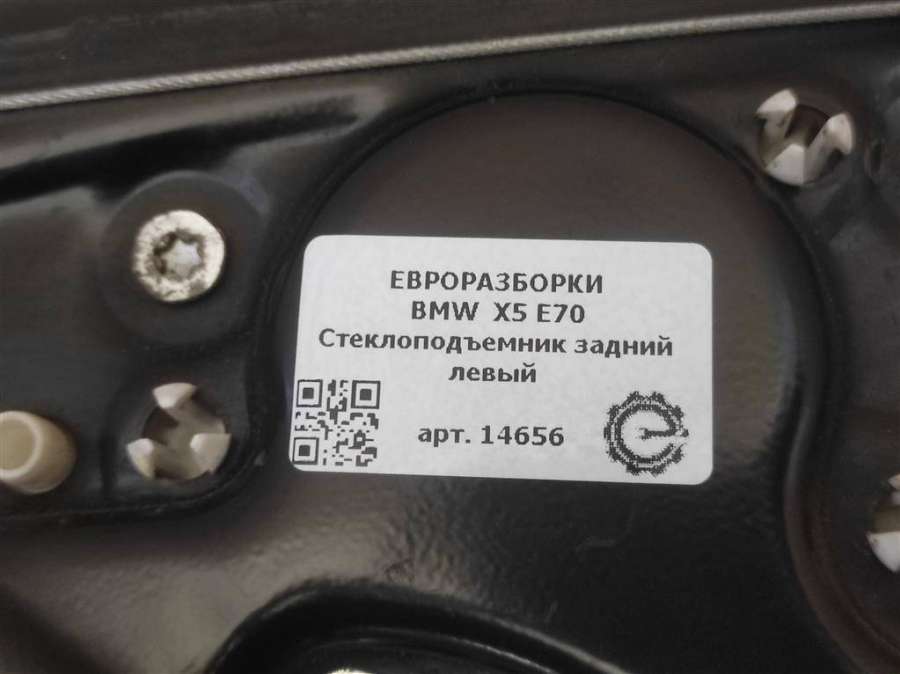 ЕВРОРАЗБОРКИ
BMW X5 E70
Стеклоподъемник задний
левый
арт. 14656